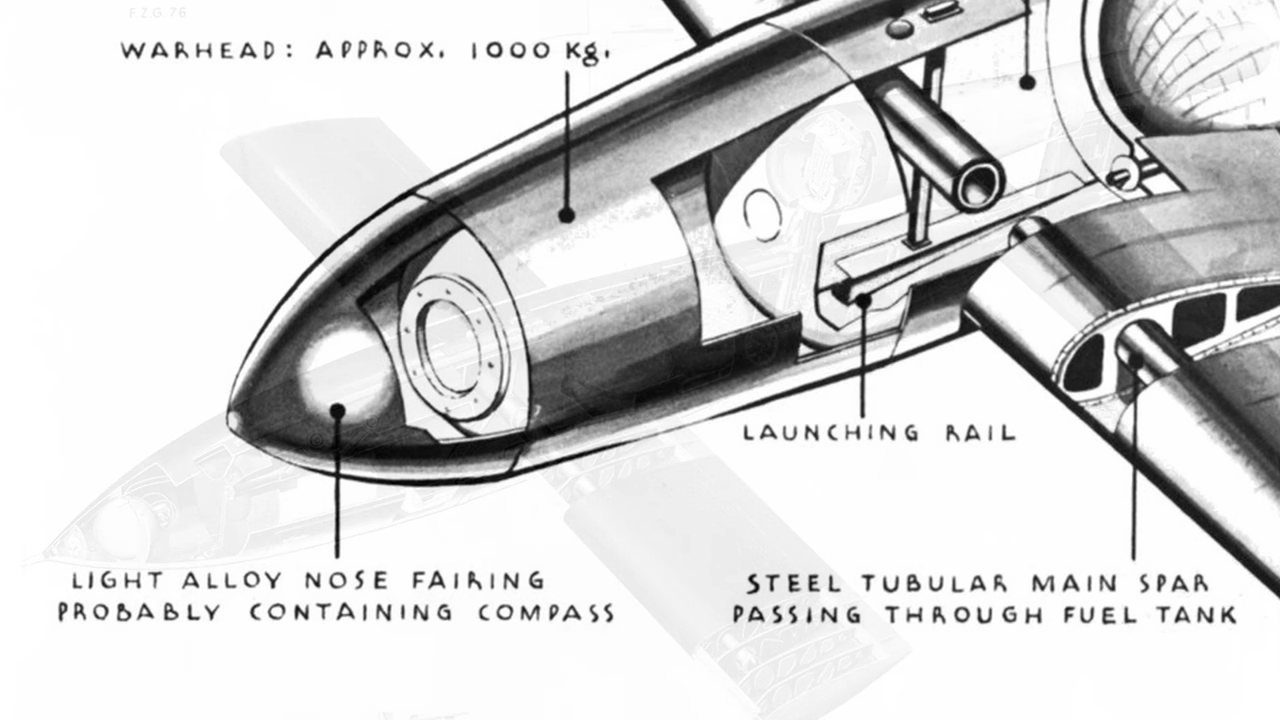 F.Z.G. 76
WARHEAD: APPROX. 1000 Kg.
LAUNCHING RAIL
LIGHT ALLOY NOSE FAIRING
PROBABLY CONTAINING COMPASS
STEEL TUBULAR MAIN SPAR
PASSING THROUGH FUEL TANK